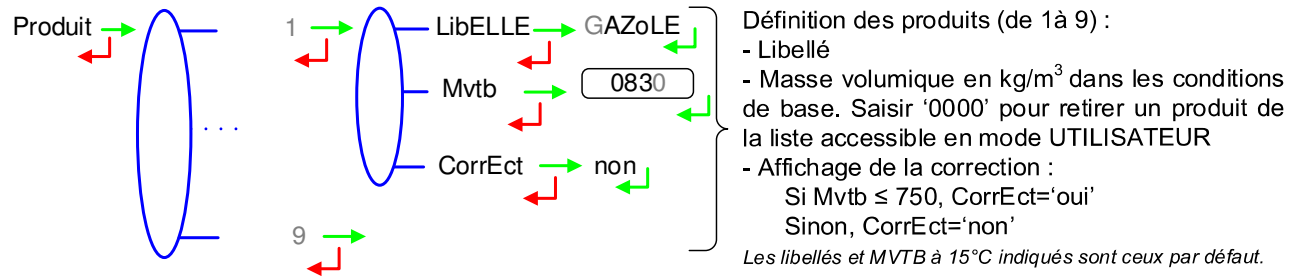 Produit
1
LibELLE
GAZoLE
Mvtb
0830
CorrEct
non
. . .
9
Définition des produits (de 1à 9) :
- Libellé
- Masse volumique en kg/m³ dans les conditions
de base. Saisir ‘0000’ pour retirer un produit de
la liste accessible en mode UTILISATEUR
- Affichage de la correction :
Si Mvtb ≤ 750, CorrEct=‘oui’
Sinon, CorrEct=‘non’
Les libellés et MVTB à 15°C indiqués sont ceux par défaut.